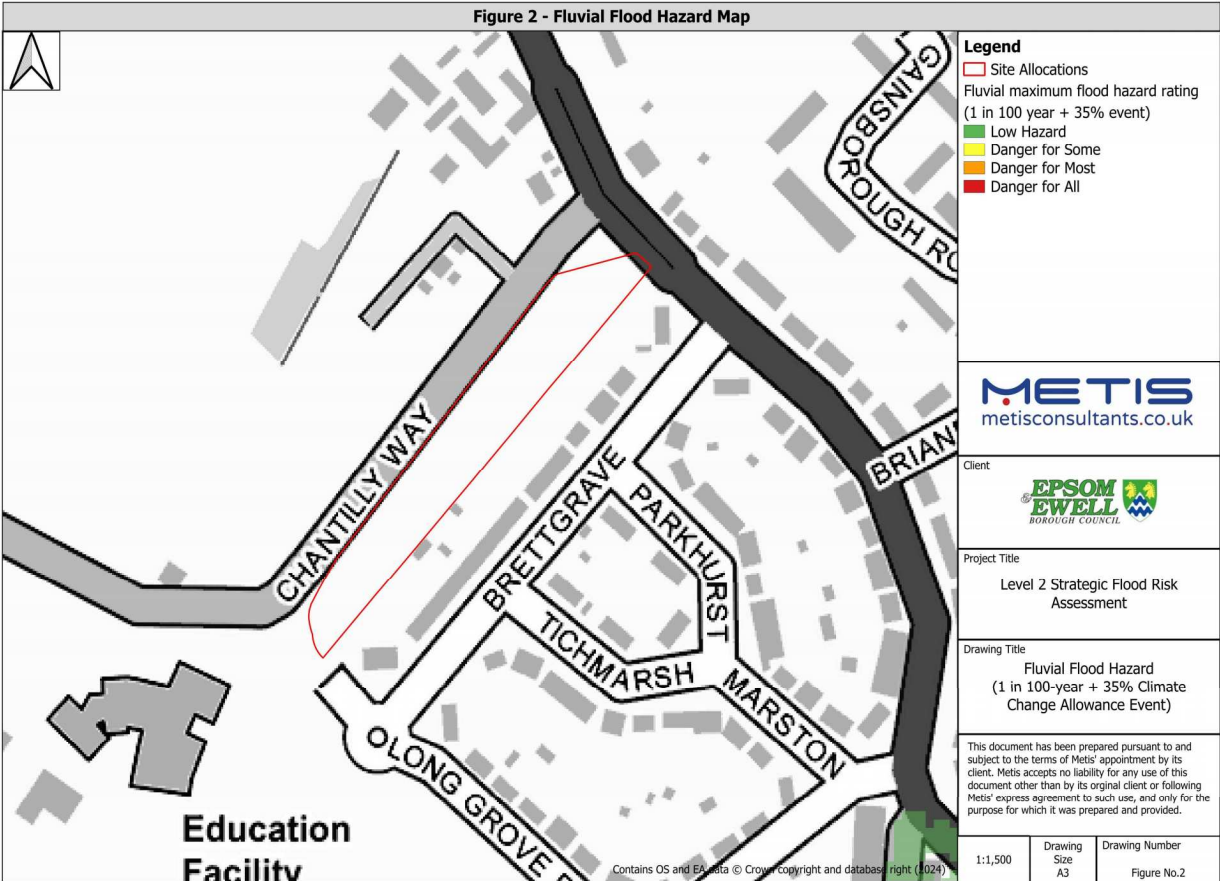 Figure 2 - Fluvial Flood Hazard Map
GAINSBOROUGH RO
CHANTILLY WAY
BRIAN
BRETTGRAVE
PARKHURST
TICHMARSH
MARSTON
OLONG GROVE
Education
Facility
Contains OS and EA data © Crown copyright and database right (2024)
Legend
Site Allocations
Fluvial maximum flood hazard rating
(1 in 100 year + 35% event)
Low Hazard
Danger for Some
Danger for Most
Danger for All
METIS
metisconsultants.co.uk
Client
EPSOM
& EWELL
BOROUGH COUNCIL
Project Title
Level 2 Strategic Flood Risk
Assessment
Drawing Title
Fluvial Flood Hazard
(1 in 100-year + 35% Climate
Change Allowance Event)
This document has been prepared pursuant to and
subject to the terms of Metis' appointment by its
client. Metis accepts no liability for any use of this
document other than by its orginal client or following
Metis' express agreement to such use, and only for the
purpose for which it was prepared and provided.
1:1,500
Drawing
Size
A3
Drawing Number
Figure No.2